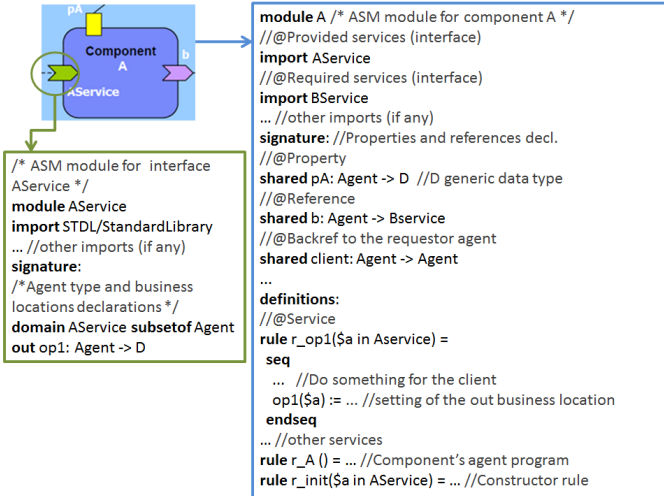 pA
Component
A
b
AService
/* ASM module for interface
AService */
module AService
import STDL/StandardLibrary
... //other imports (if any)
signature:
/*Agent type and business
locations declarations */
domain AService subsetof Agent
out op1: Agent -> D
module A /* ASM module for component A */
//@Provided services (interface)
import AService
//@Required services (interface)
import BService
... //other imports (if any)
signature: //Properties and references decl.
//@Property
shared pA: Agent -> D //D generic data type
//@Reference
shared b: Agent -> Bservice
//@Backref to the requestor agent
shared client: Agent -> Agent
...
definitions:
//@Service
rule r_op1($a in Aservice) =
seq
... //Do something for the client
op1($a) := ... //setting of the out business location
endseq
... //other services
rule r_A () = ... //Component's agent program
rule r_init($a in AService) = ... //Constructor rule